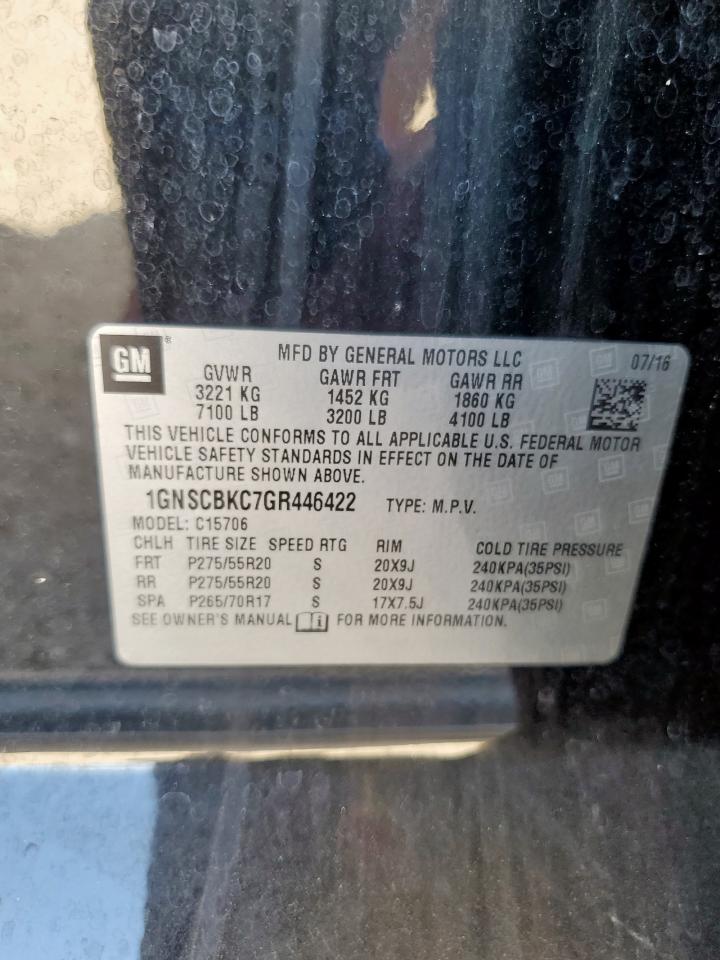 GM ®
MFD BY GENERAL MOTORS LLC 07/16
GVWR GAWR FRT GAWR RR
3221 KG 1452 KG 1860 KG
7100 LB 3200 LB 4100 LB
THIS VEHICLE CONFORMS TO ALL APPLICABLE U.S. FEDERAL MOTOR
VEHICLE SAFETY STANDARDS IN EFFECT ON THE DATE OF
MANUFACTURE SHOWN ABOVE.
1GNSCBKC7GR446422 TYPE: M.P.V.
MODEL: C15706
CHLH TIRE SIZE SPEED RTG RIM COLD TIRE PRESSURE
FRT P275/55R20 S 20X9J 240KPA(35PSI)
RR P275/55R20 S 20X9J 240KPA(35PSI)
SPA P265/70R17 S 17X7.5J 240KPA(35PSI)
SEE OWNER'S MANUAL i FOR MORE INFORMATION.